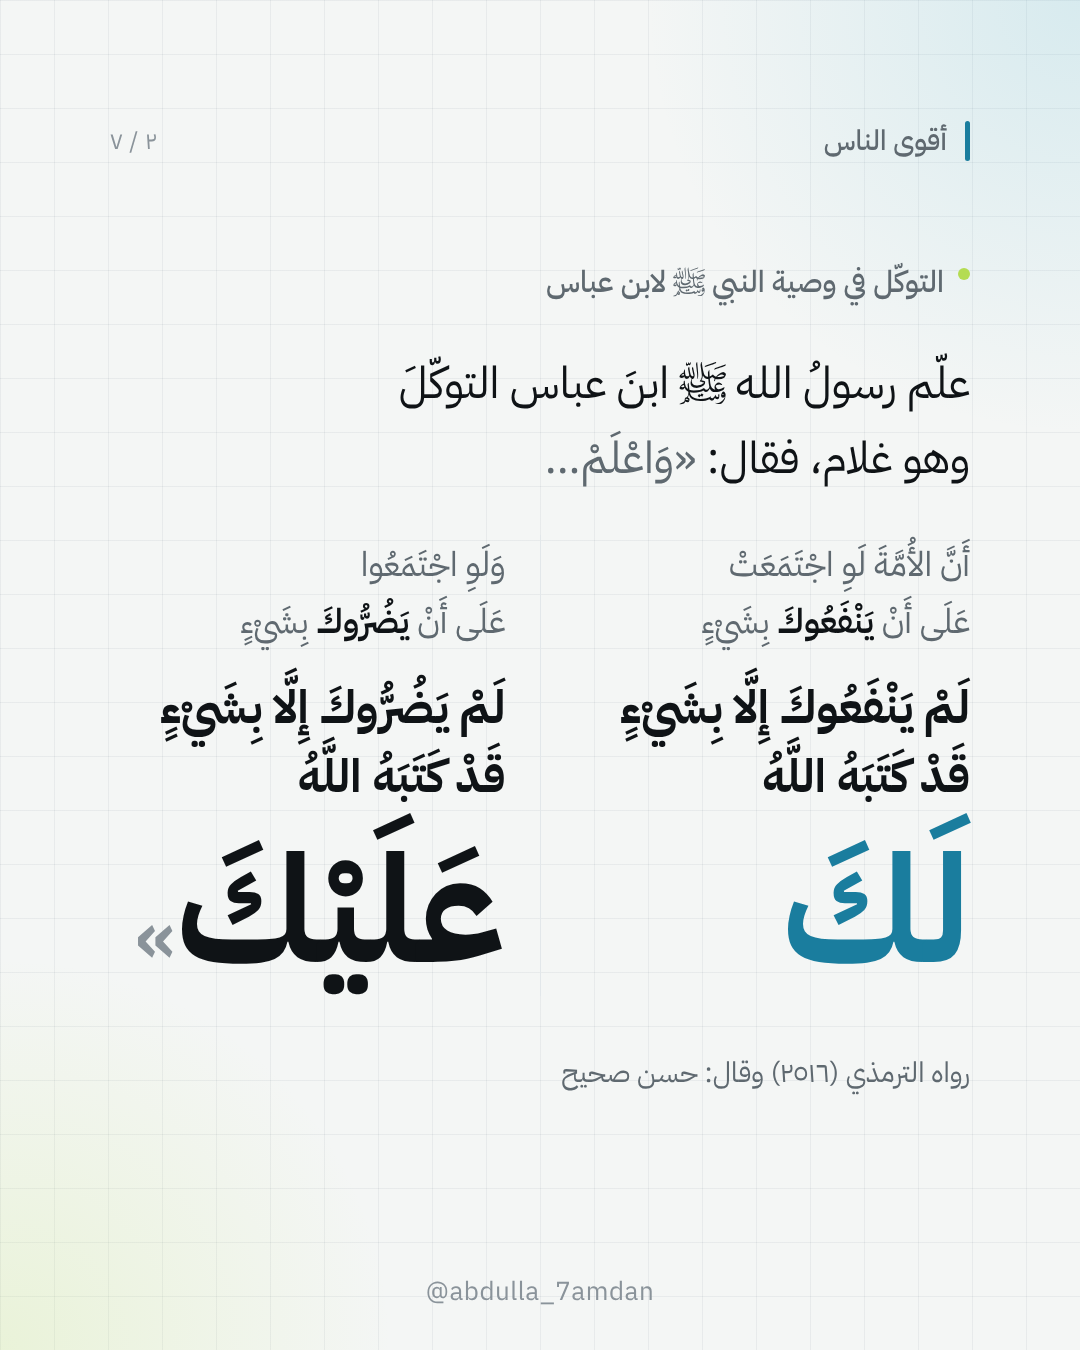 أقوى الناس
٢ / ٧
التوكّل في وصية النبي ﷺ لابن عباس
علّم رسولُ الله ﷺ ابنَ عباس التوكّلَ
وهو غلام، فقال: «وَاعْلَمْ...
أَنَّ الأُمَّةَ لَوِ اجْتَمَعَتْ
عَلَى أَنْ يَنْفَعُوكَ بِشَيْءٍ
لَمْ يَنْفَعُوكَ إِلَّا بِشَيْءٍ
قَدْ كَتَبَهُ اللَّهُ
لَكَ
وَلَوِ اجْتَمَعُوا
عَلَى أَنْ يَضُرُّوكَ بِشَيْءٍ
لَمْ يَضُرُّوكَ إِلَّا بِشَيْءٍ
قَدْ كَتَبَهُ اللَّهُ
عَلَيْكَ»
رواه الترمذي (٢٥١٦) وقال: حسن صحيح
@abdulla_7amdan